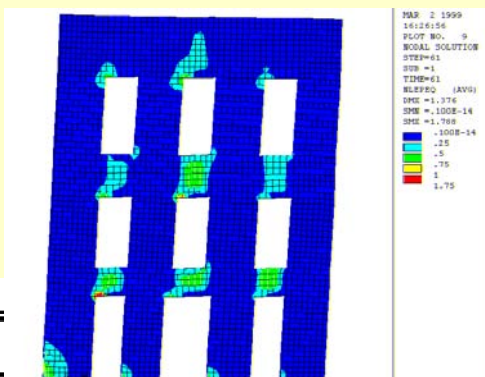 MAR 2 1999
16:26:56
PLOT NO. 9
NODAL SOLUTION
STEP=61
SUB =1
TIME=61
NLEPEQ (AVG)
DMX =1.376
SMN =.100E-14
SMX =1.788
.100E-14
.25
.5
.75
1
1.75